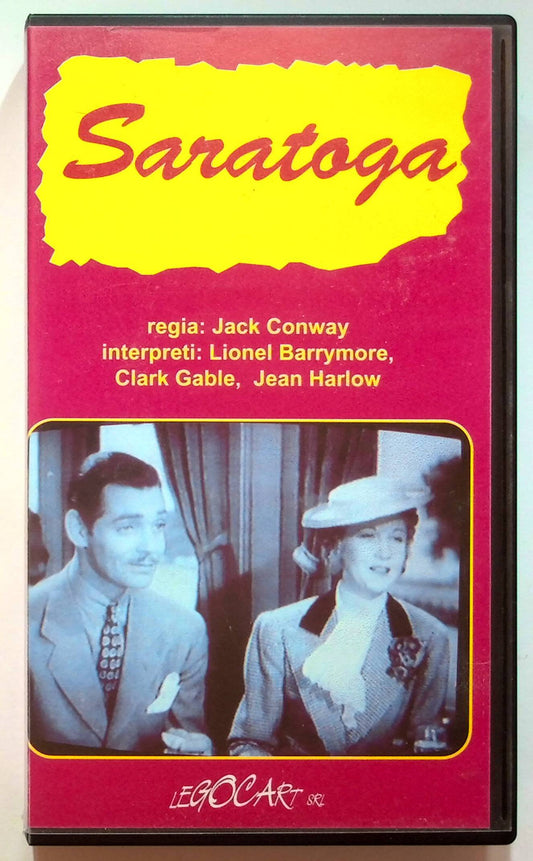 Saratoga
regia: Jack Conway
interpreti: Lionel Barrymore,
Clark Gable, Jean Harlow
LEGOCART SRL